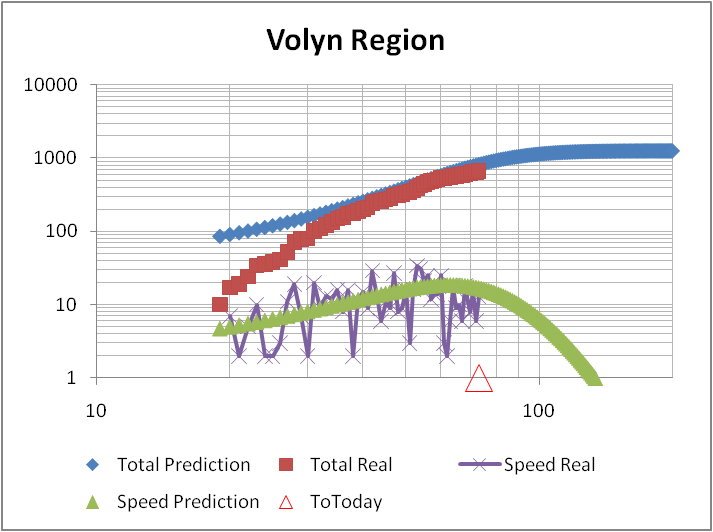 Volyn Region
10000
1000
100
10
1
10 100
Total Prediction Total Real Speed Real
Speed Prediction ToToday